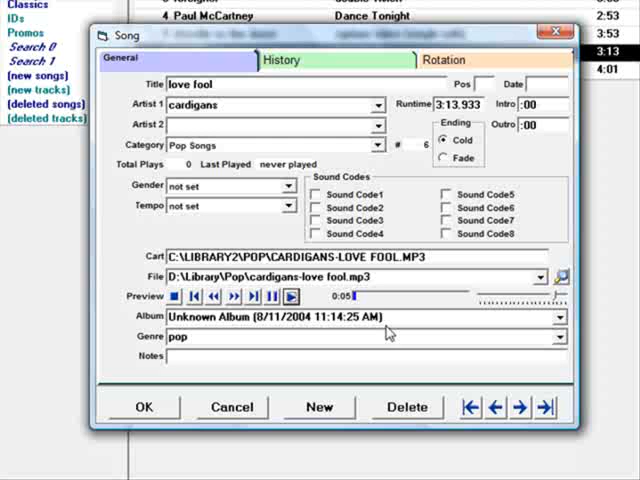 Classics
IDs
Promos
Search 0
Search 1
(new songs)
(new tracks)
(deleted songs)
(deleted tracks)
4 Paul McCartney Dance Tonight 2:53
3:53
3:13
4:01
Song
General History Rotation
Title love fool Pos Date
Artist 1 cardigans Runtime 3:13.933 Intro :00
Artist 2 Ending Outro :00
Cold
Category Pop Songs # 6 Fade
Total Plays 0 Last Played never played
Sound Codes
Gender not set Sound Code1 Sound Code5
Tempo not set Sound Code2 Sound Code6
Sound Code3 Sound Code7
Sound Code4 Sound Code8
Cart C:\LIBRARY2\POP\CARDIGANS-LOVE FOOL.MP3
File D:\Library\Pop\cardigans-love fool.mp3
Preview 0:05
Album Unknown Album (8/11/2004 11:14:25 AM)
Genre pop
Notes
OK Cancel New Delete